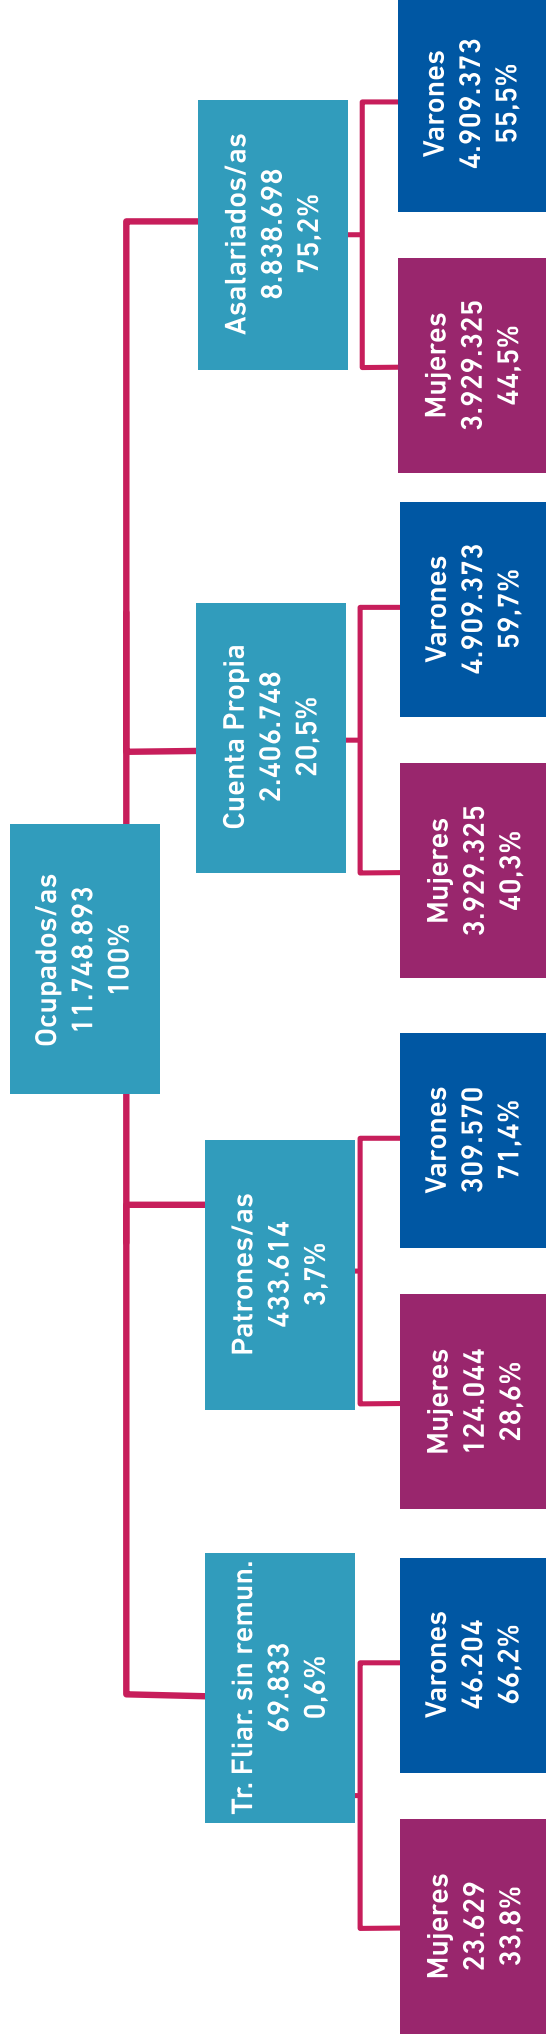 Ocupados/as
11.748.893
100%
Tr. Fliar. sin remun.
69.833
0,6%
Patrones/as
433.614
3,7%
Cuenta Propia
2.406.748
20,5%
Asalariados/as
8.838.698
75,2%
Mujeres
23.629
33,8%
Varones
46.204
66,2%
Mujeres
124.044
28,6%
Varones
309.570
71,4%
Mujeres
3.929.325
40,3%
Varones
4.909.373
59,7%
Mujeres
3.929.325
44,5%
Varones
4.909.373
55,5%